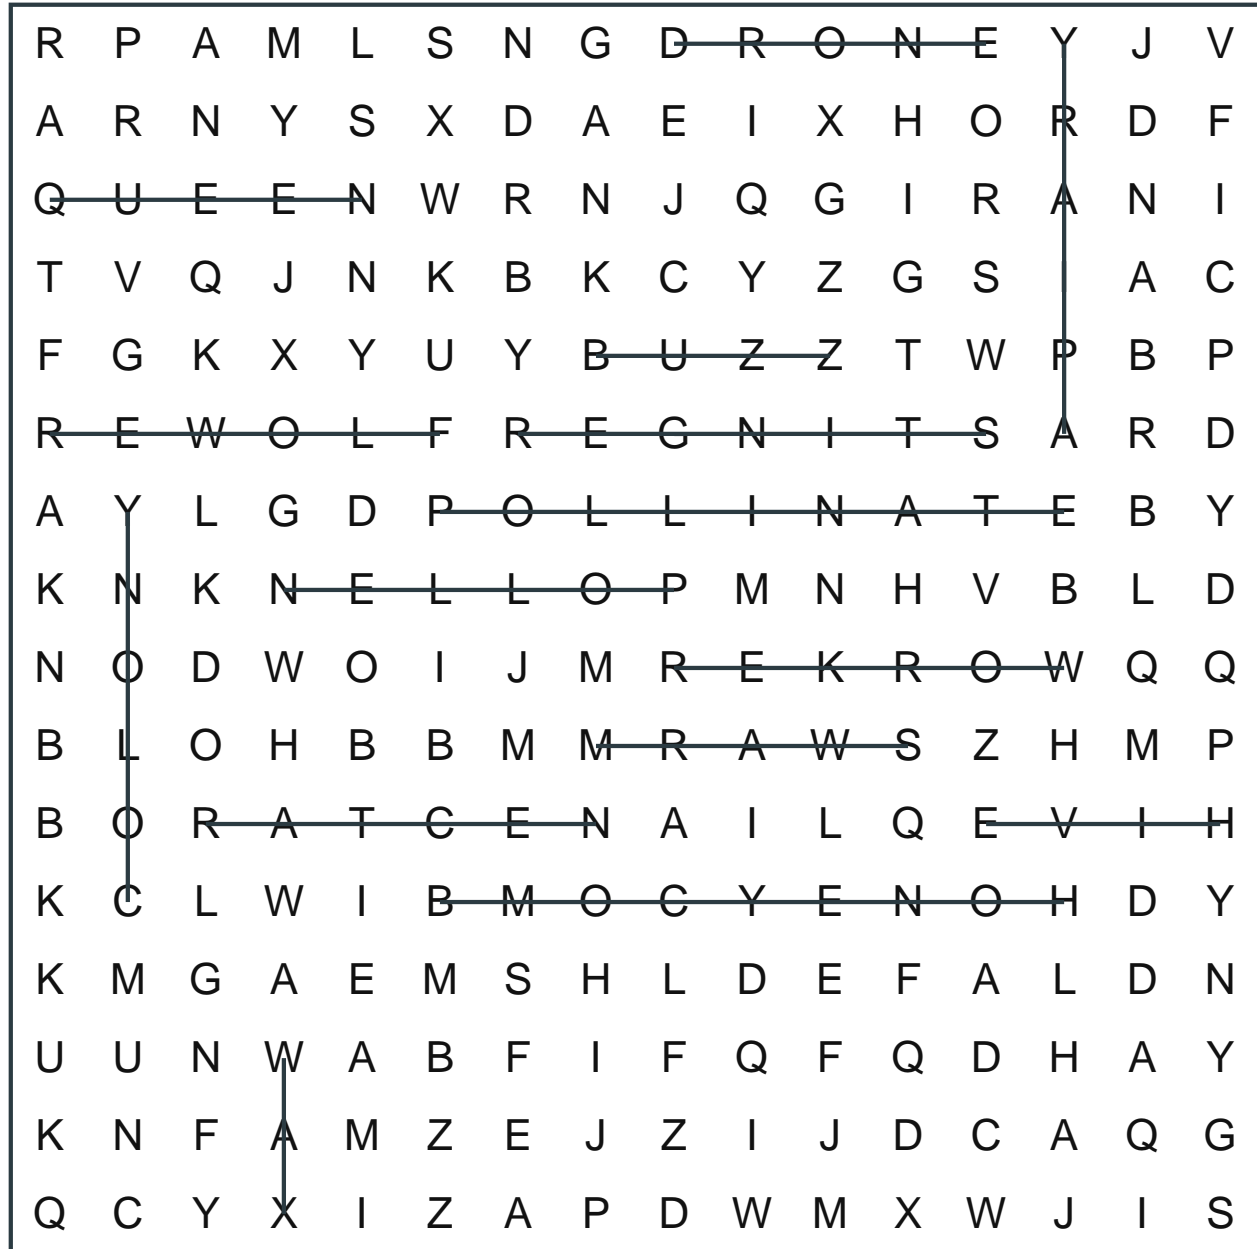 R P A M L S N G D R O N E Y J V
A R N Y S X D A E I X H O R D F
Q U E E N W R N J Q G I R A N I
T V Q J N K B K C Y Z G S I A C
F G K X Y U Y B U Z Z T W P B P
R E W O L F R E G N I T S A R D
A Y L G D P O L L I N A T E B Y
K N K N E L L O P M N H V B L D
N O D W O I J M R E K R O W Q Q
B L O H B B M M R A W S Z H M P
B O R A T C E N A I L Q E V I H
K C L W I B M O C Y E N O H D Y
K M G A E M S H L D E F A L D N
U U N W A B F I F Q F Q D H A Y
K N F A M Z E J Z I J D C A Q G
Q C Y X I Z A P D W M X W J I S